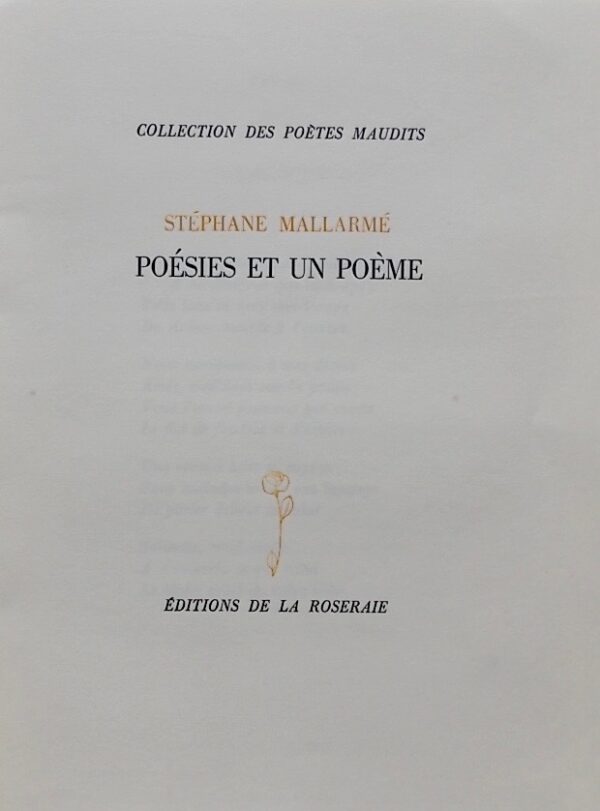 COLLECTION DES POÈTES MAUDITS
STÉPHANE MALLARMÉ
POÉSIES ET UN POÈME
ÉDITIONS DE LA ROSERAIE